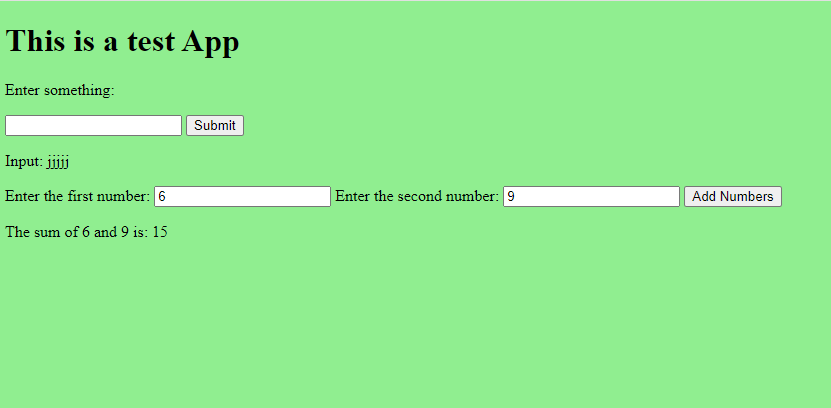 This is a test App
Enter something:
Submit
Input: jjjjj
Enter the first number: 6 Enter the second number: 9 Add Numbers
The sum of 6 and 9 is: 15